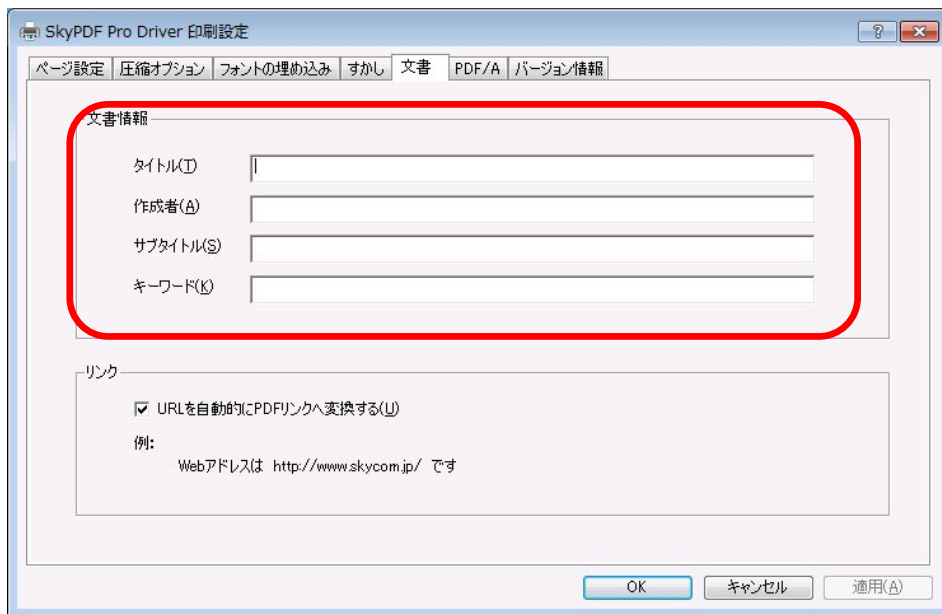 SkyPDF Pro Driver 印刷設定
ページ設定 圧縮オプション フォントの埋め込み すかし 文書 PDF/A バージョン情報
文書情報
タイトル(T)
作成者(A)
サブタイトル(S)
キーワード(K)
リンク
URLを自動的にPDFリンクへ変換する(U)
例:
Webアドレスは http://www.skycom.jp/ です
OK キャンセル 適用(A)